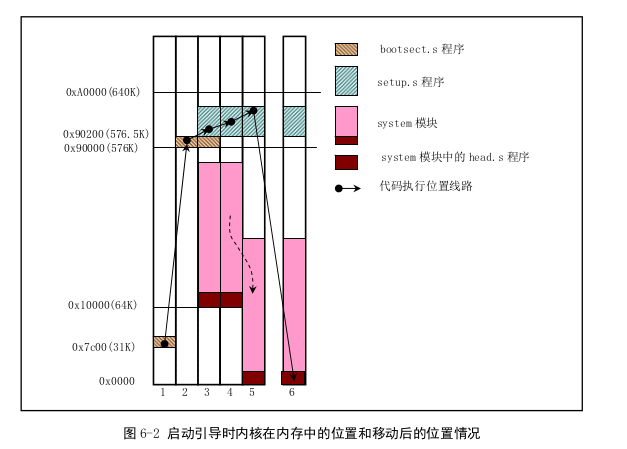 bootsect.s 程序
setup.s 程序
system 模块
system 模块中的 head.s 程序
代码执行位置线路
0xA0000(640K)
0x90200(576.5K)
0x90000(576K)
0x10000(64K)
0x7c00(31K)
0x0000
1 2 3 4 5 6
图 6-2 启动引导时内核在内存中的位置和移动后的位置情况